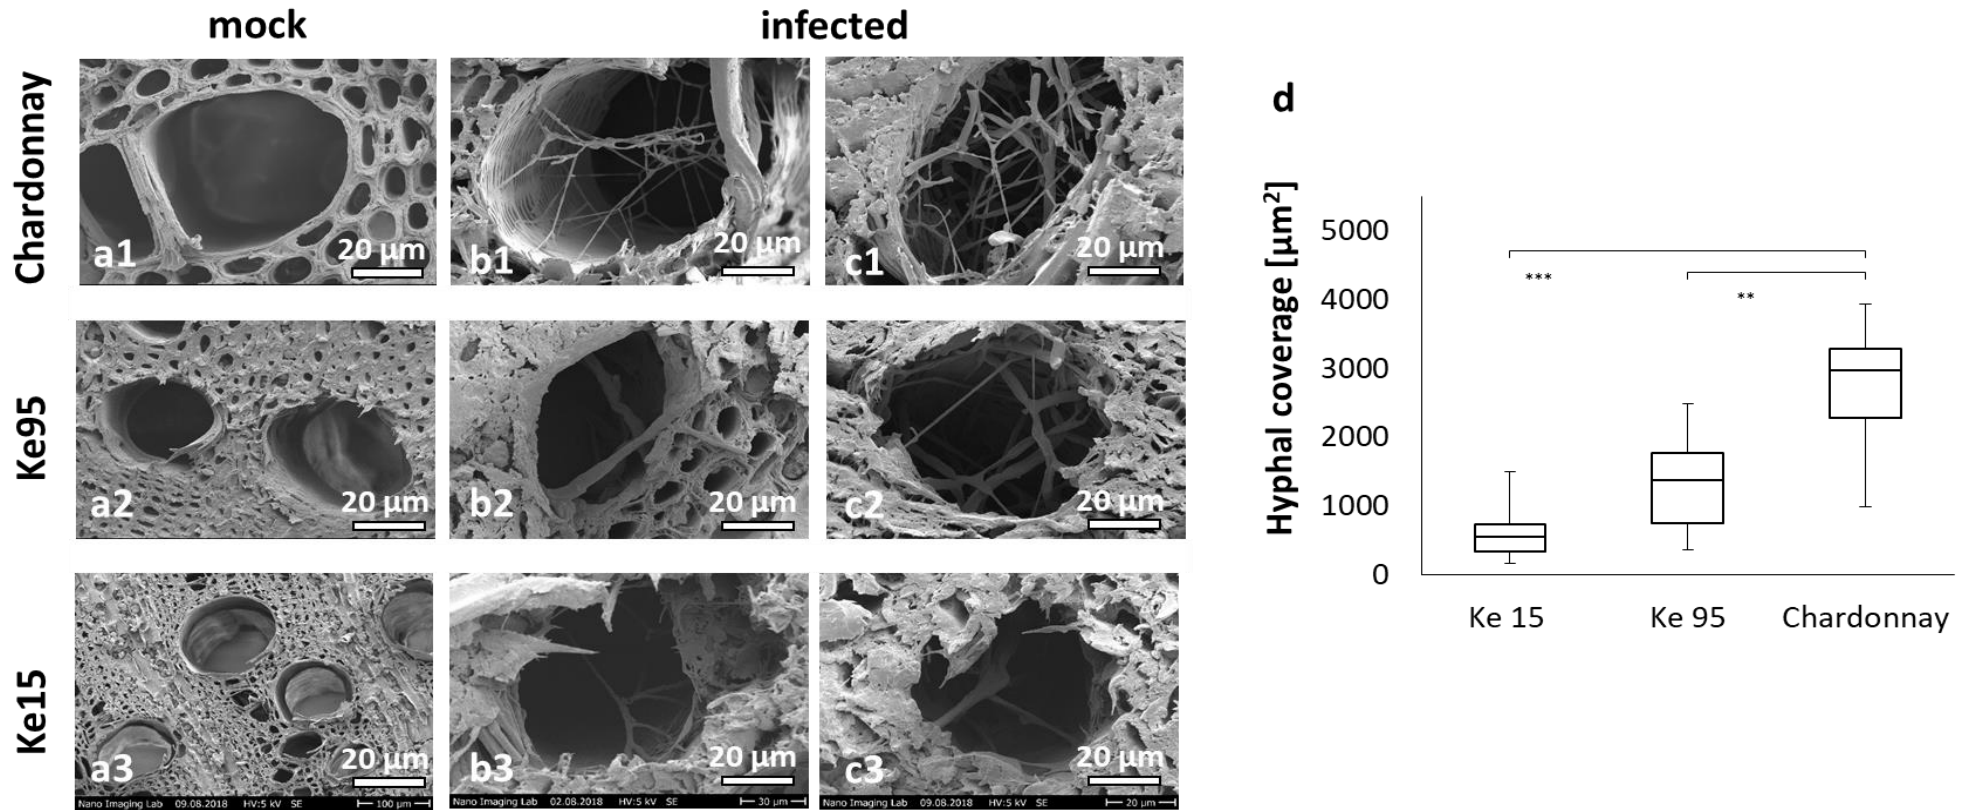 mock
infected
Chardonnay
a1
20 µm
b1
20 µm
c1
20 µm
Ke95
a2
20 µm
b2
20 µm
c2
20 µm
Ke15
a3
20 µm
b3
20 µm
c3
20 µm
Nano Imaging Lab 09.08.2018 HV:5 kV SE 100 µm
Nano Imaging Lab 02.08.2018 HV:5 kV SE 30 µm
Nano Imaging Lab 09.08.2018 HV:5 kV SE 20 µm
d
Hyphal coverage [µm²]
5000
4000
3000
2000
1000
0
***
**
Ke 15 Ke 95 Chardonnay